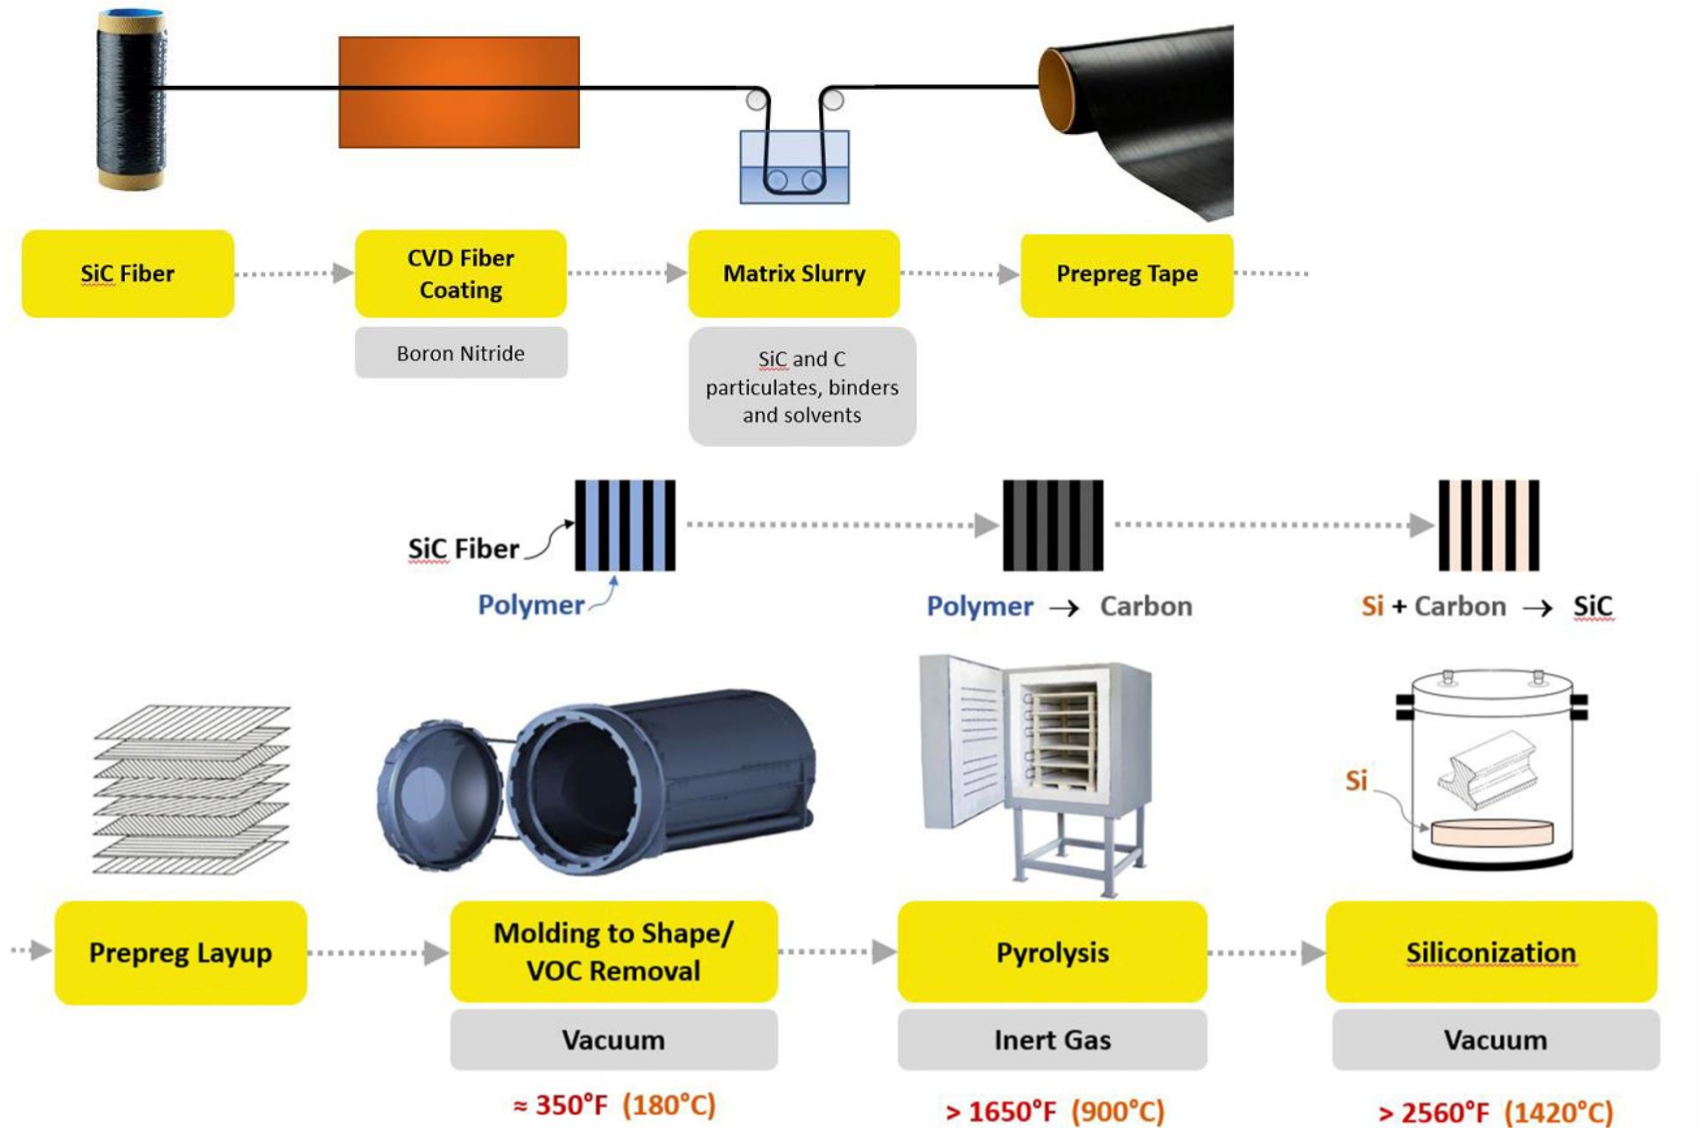 SiC Fiber
CVD Fiber
Coating
Matrix Slurry
Prepreg Tape
Boron Nitride
SiC and C
particulates, binders
and solvents
SiC Fiber
Polymer
Polymer → Carbon
Si + Carbon → SiC
Si
Prepreg Layup
Molding to Shape/
VOC Removal
Pyrolysis
Siliconization
Vacuum
Inert Gas
Vacuum
≈ 350°F (180°C)
> 1650°F (900°C)
> 2560°F (1420°C)